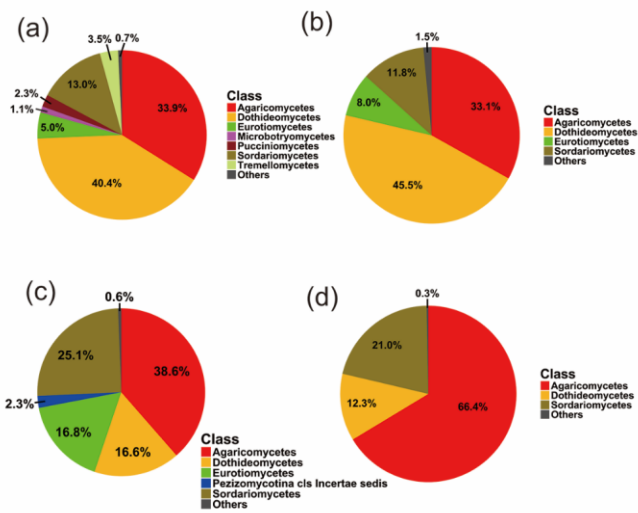 (a)
3.5%
0.7%
2.3%
13.0%
1.1%
5.0%
33.9%
40.4%
Class
Agaricomycetes
Dothideomycetes
Eurotiomycetes
Microbotryomycetes
Pucciniomycetes
Sordariomycetes
Tremellomycetes
Others
(b)
1.5%
11.8%
8.0%
33.1%
45.5%
Class
Agaricomycetes
Dothideomycetes
Eurotiomycetes
Sordariomycetes
Others
(c)
0.6%
25.1%
38.6%
2.3%
16.8%
16.6%
Class
Agaricomycetes
Dothideomycetes
Eurotiomycetes
Pezizomycotina cls Incertae sedis
Sordariomycetes
Others
(d)
0.3%
21.0%
12.3%
66.4%
Class
Agaricomycetes
Dothideomycetes
Sordariomycetes
Others